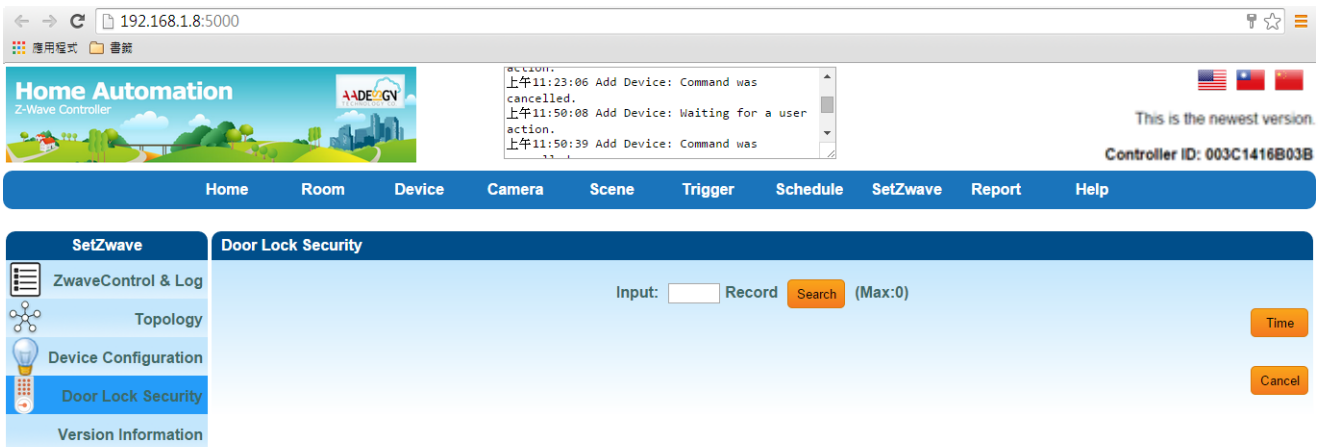 192.168.1.8:5000
應用程式 書籤
Home Automation
Z-Wave Controller
AADESGV
TECHNOLOGY CO.
action.
上午11:23:06 Add Device: Command was
cancelled.
上午11:50:08 Add Device: Waiting for a user
action.
上午11:50:39 Add Device: Command was
This is the newest version.
Controller ID: 003C1416B03B
Home Room Device Camera Scene Trigger Schedule SetZwave Report Help
SetZwave
ZwaveControl & Log
Topology
Device Configuration
Door Lock Security
Version Information
Door Lock Security
Input: Record Search (Max:0)
Time
Cancel